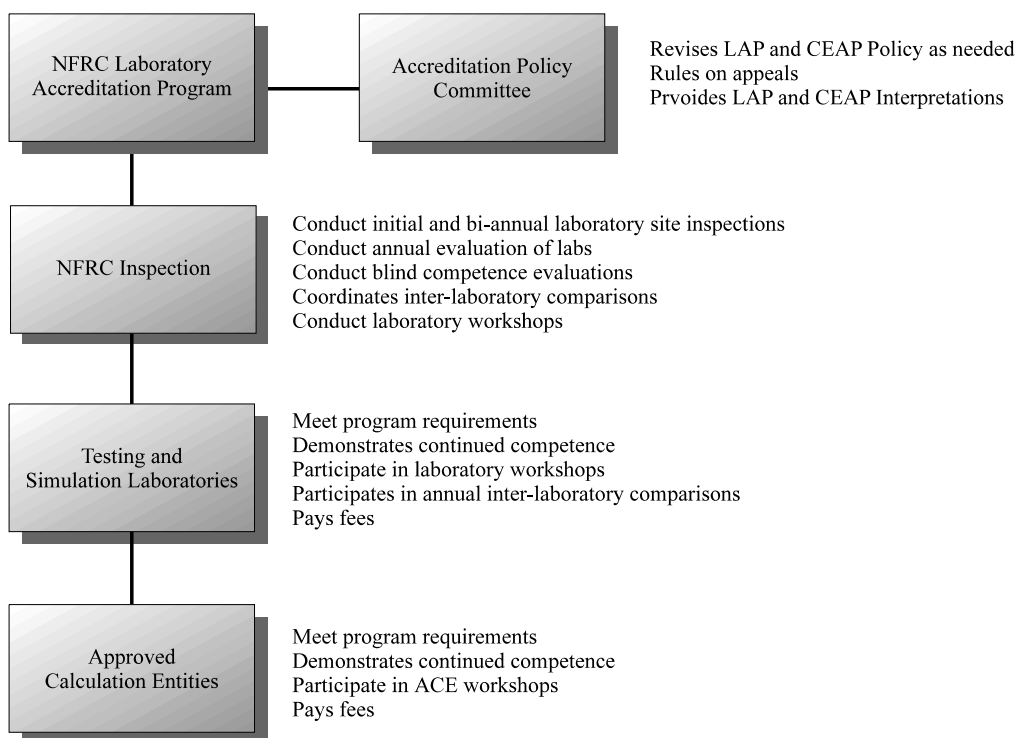 NFRC Laboratory
Accreditation Program
Accreditation Policy
Committee
Revises LAP and CEAP Policy as needed
Rules on appeals
Prvoides LAP and CEAP Interpretations
NFRC Inspection
Conduct initial and bi-annual laboratory site inspections
Conduct annual evaluation of labs
Conduct blind competence evaluations
Coordinates inter-laboratory comparisons
Conduct laboratory workshops
Testing and
Simulation Laboratories
Meet program requirements
Demonstrates continued competence
Participate in laboratory workshops
Participates in annual inter-laboratory comparisons
Pays fees
Approved
Calculation Entities
Meet program requirements
Demonstrates continued competence
Participate in ACE workshops
Pays fees